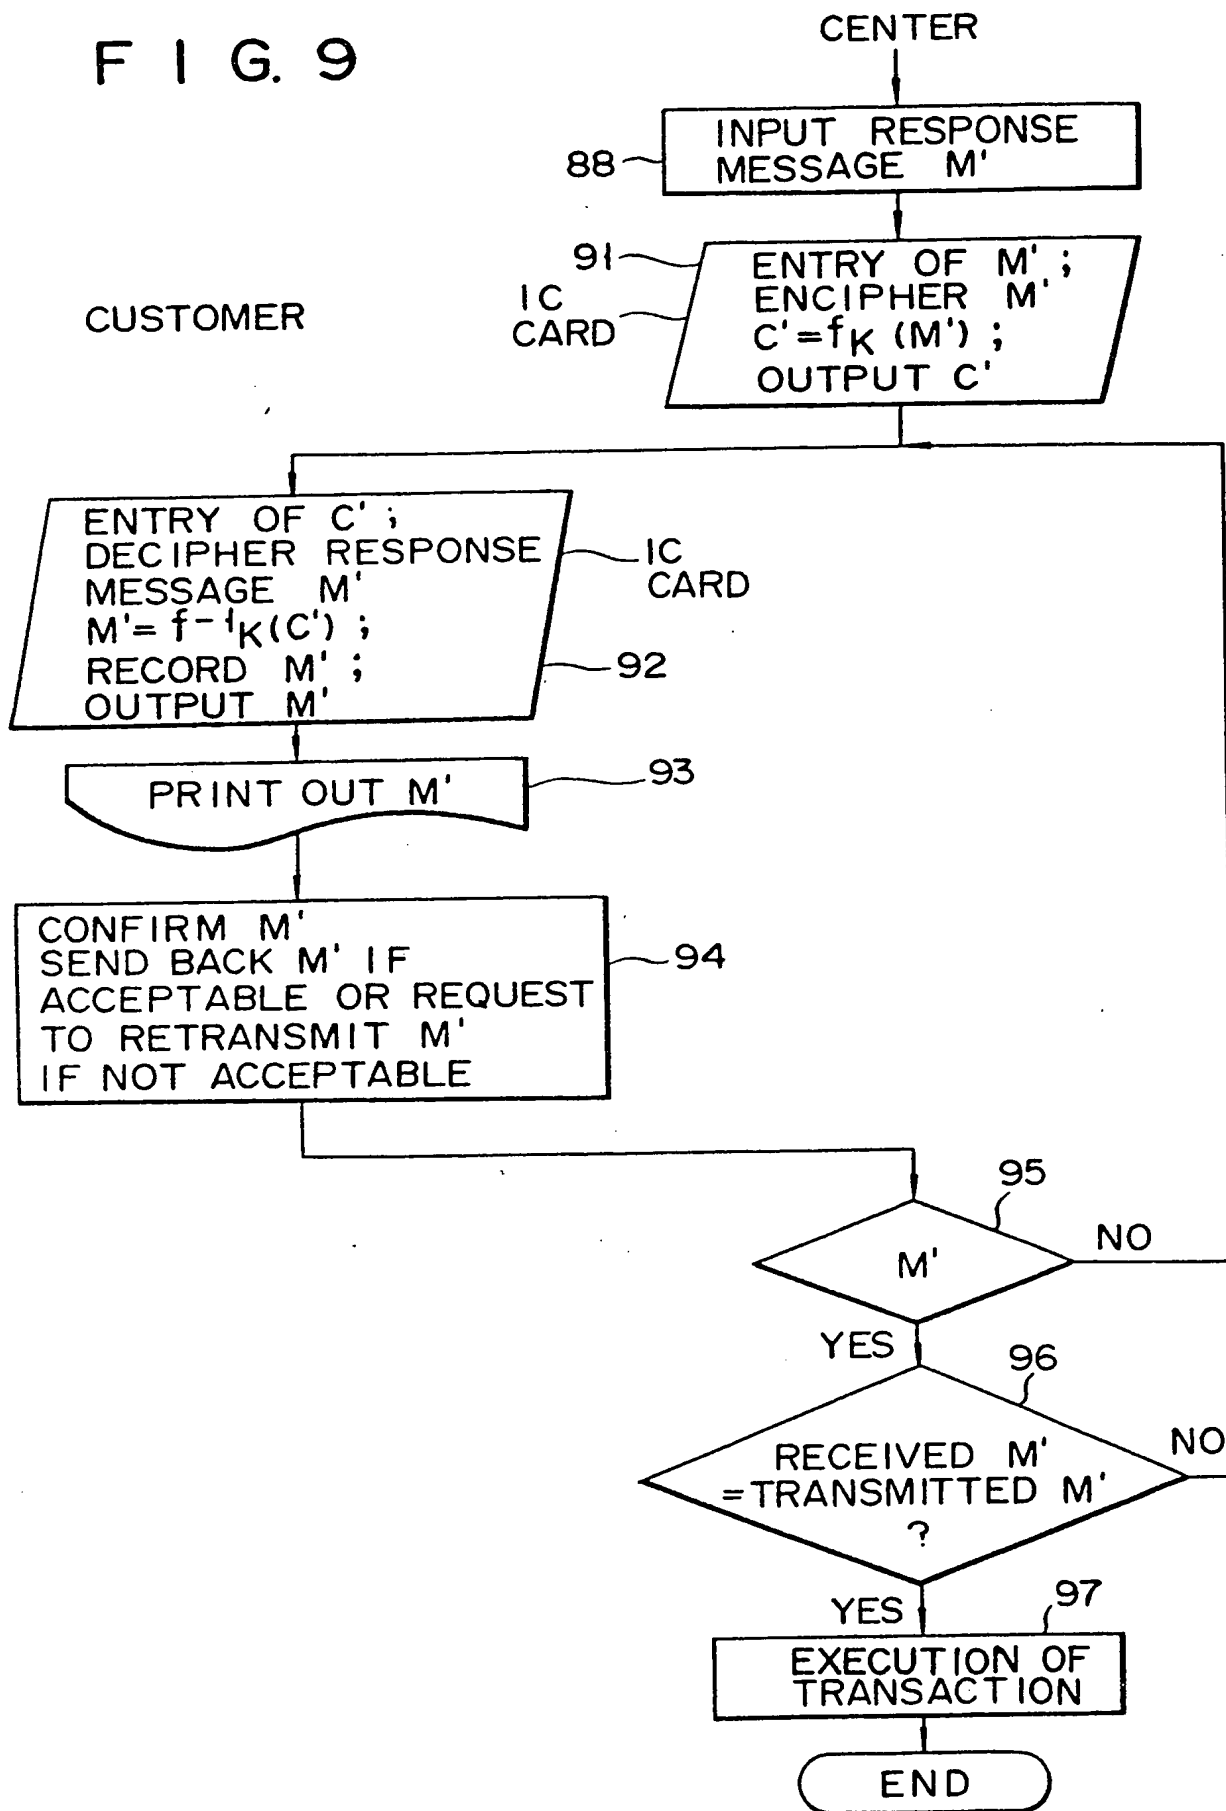 FIG. 9
CENTER
INPUT RESPONSE
MESSAGE M'
88
91
ENTRY OF M' ;
ENCIPHER M'
C'=fK (M') ;
OUTPUT C'
IC
CARD
CUSTOMER
ENTRY OF C' ;
DECIPHER RESPONSE
MESSAGE M'
M'= f-1K(C') ;
RECORD M' ;
OUTPUT M'
IC
CARD
92
PRINT OUT M'
93
CONFIRM M'
SEND BACK M' IF
ACCEPTABLE OR REQUEST
TO RETRANSMIT M'
IF NOT ACCEPTABLE
94
95
M'
NO
YES
96
RECEIVED M'
=TRANSMITTED M'
?
NO
YES
97
EXECUTION OF
TRANSACTION
END